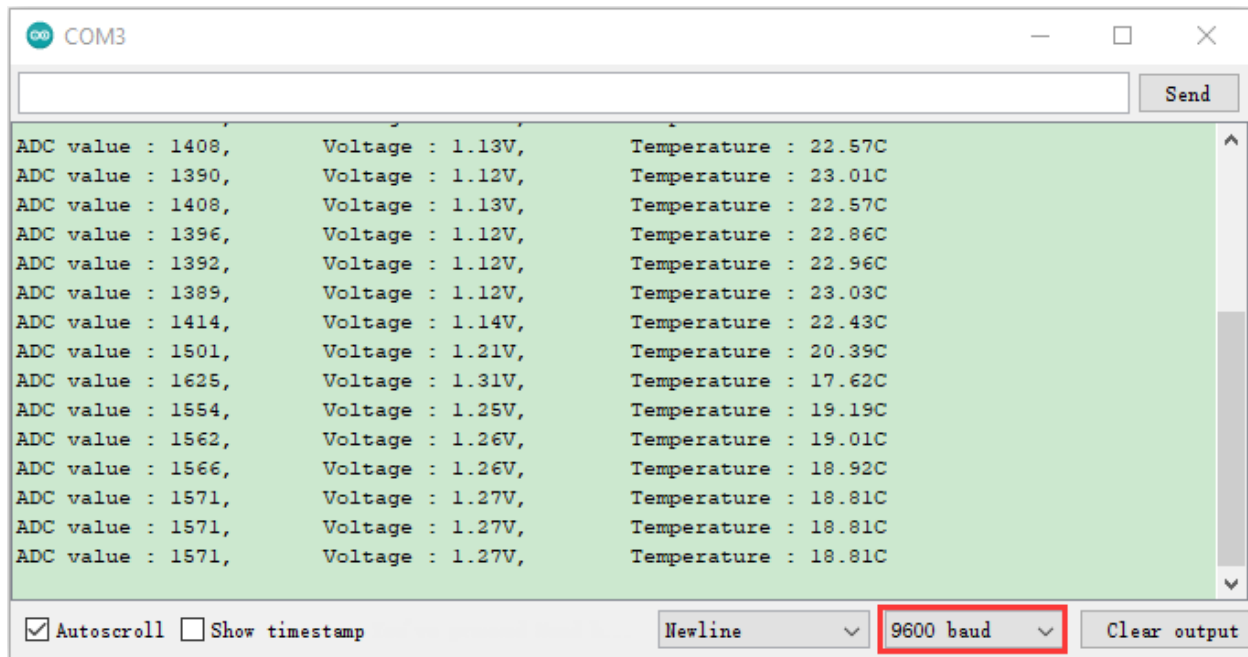 COM3
Send
ADC value : 1408, Voltage : 1.13V, Temperature : 22.57C
ADC value : 1390, Voltage : 1.12V, Temperature : 23.01C
ADC value : 1408, Voltage : 1.13V, Temperature : 22.57C
ADC value : 1396, Voltage : 1.12V, Temperature : 22.86C
ADC value : 1392, Voltage : 1.12V, Temperature : 22.96C
ADC value : 1389, Voltage : 1.12V, Temperature : 23.03C
ADC value : 1414, Voltage : 1.14V, Temperature : 22.43C
ADC value : 1501, Voltage : 1.21V, Temperature : 20.39C
ADC value : 1625, Voltage : 1.31V, Temperature : 17.62C
ADC value : 1554, Voltage : 1.25V, Temperature : 19.19C
ADC value : 1562, Voltage : 1.26V, Temperature : 19.01C
ADC value : 1566, Voltage : 1.26V, Temperature : 18.92C
ADC value : 1571, Voltage : 1.27V, Temperature : 18.81C
ADC value : 1571, Voltage : 1.27V, Temperature : 18.81C
ADC value : 1571, Voltage : 1.27V, Temperature : 18.81C
Autoscroll Show timestamp Newline 9600 baud Clear output